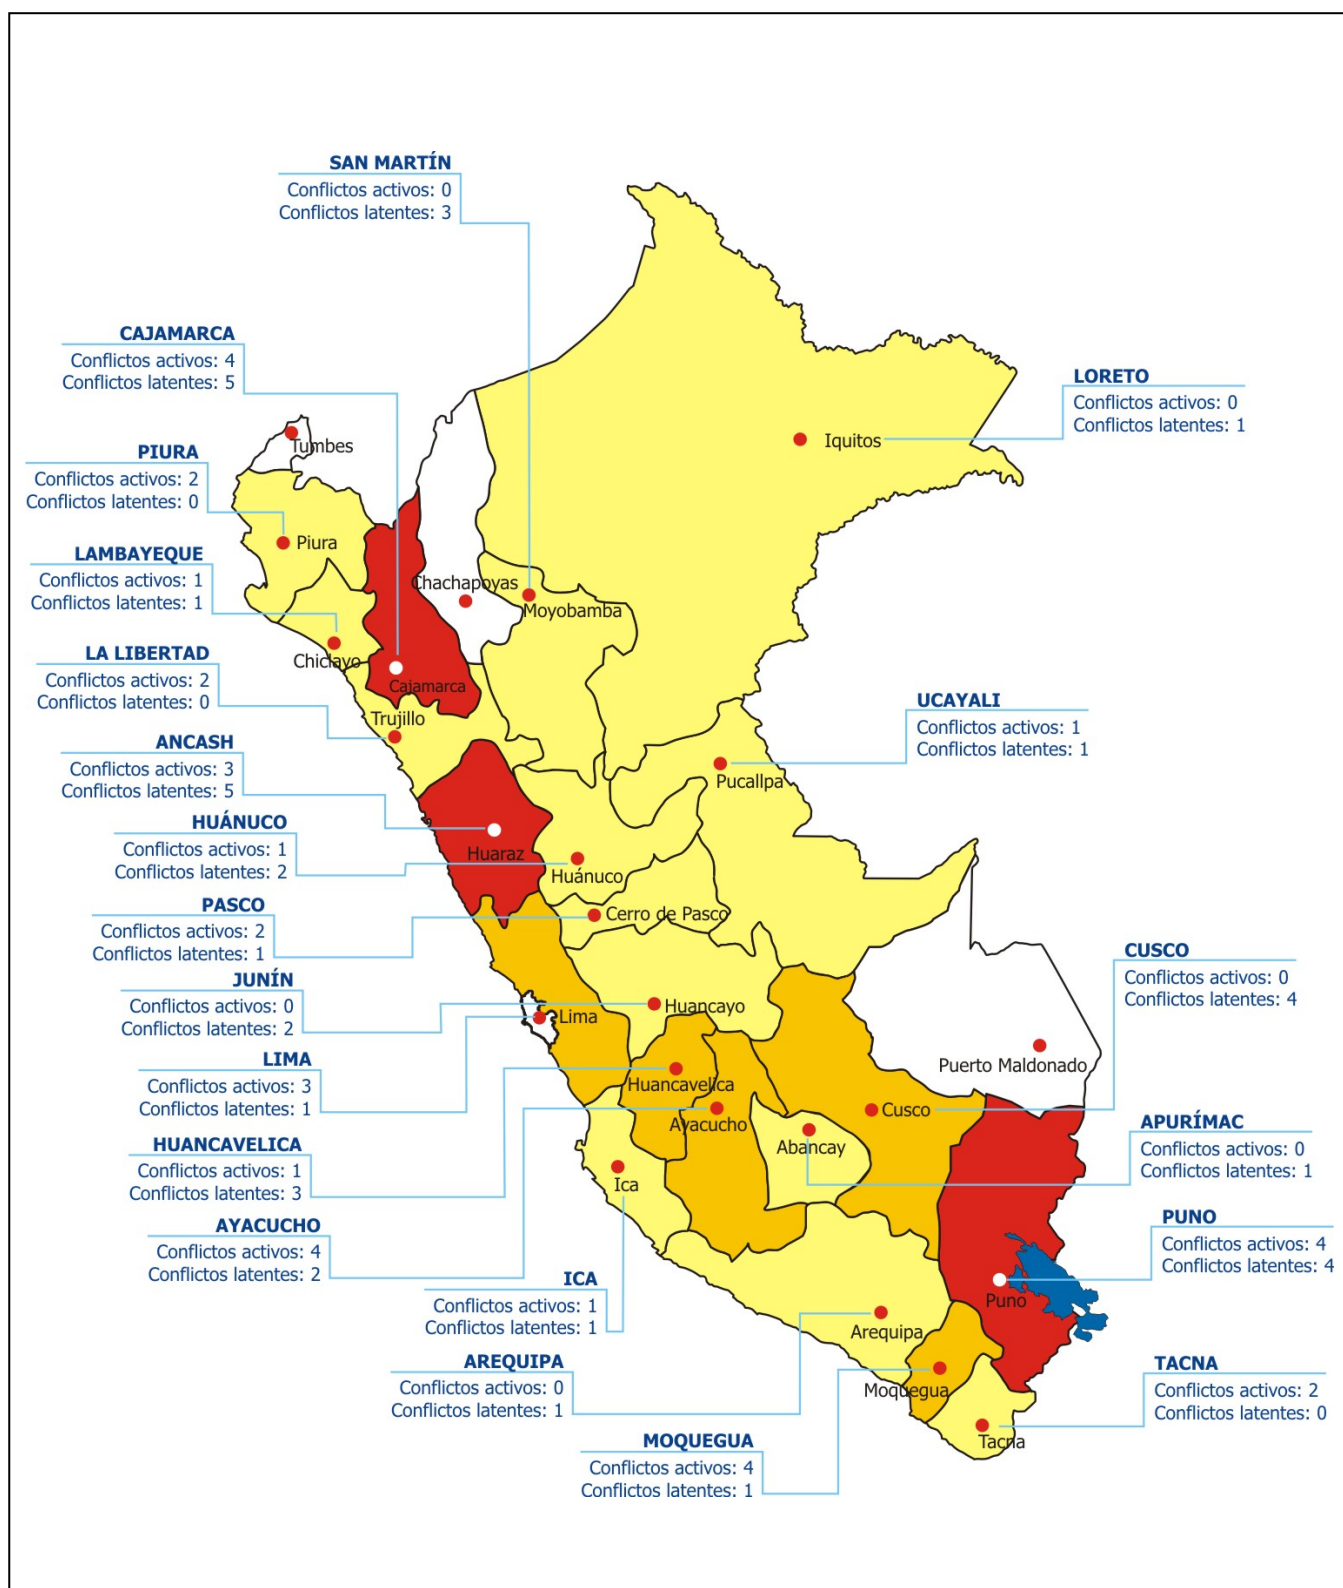 SAN MARTÍN
Conflictos activos: 0
Conflictos latentes: 3
CAJAMARCA
Conflictos activos: 4
Conflictos latentes: 5
LORETO
Conflictos activos: 0
Conflictos latentes: 1
Iquitos
Tumbes
PIURA
Conflictos activos: 2
Conflictos latentes: 0
Piura
LAMBAYEQUE
Conflictos activos: 1
Conflictos latentes: 1
Chachapoyas
Moyobamba
Chiclayo
LA LIBERTAD
Conflictos activos: 2
Conflictos latentes: 0
Cajamarca
Trujillo
UCAYALI
Conflictos activos: 1
Conflictos latentes: 1
Pucallpa
ANCASH
Conflictos activos: 3
Conflictos latentes: 5
Huaraz
HUÁNUCO
Conflictos activos: 1
Conflictos latentes: 2
Huánuco
PASCO
Conflictos activos: 2
Conflictos latentes: 1
Cerro de Pasco
CUSCO
Conflictos activos: 0
Conflictos latentes: 4
JUNÍN
Conflictos activos: 0
Conflictos latentes: 2
Huancayo
Lima
LIMA
Conflictos activos: 3
Conflictos latentes: 1
Puerto Maldonado
Huancavelica
Cusco
Ayacucho
Abancay
APURÍMAC
Conflictos activos: 0
Conflictos latentes: 1
HUANCAVELICA
Conflictos activos: 1
Conflictos latentes: 3
Ica
AYACUCHO
Conflictos activos: 4
Conflictos latentes: 2
PUNO
Conflictos activos: 4
Conflictos latentes: 4
Puno
ICA
Conflictos activos: 1
Conflictos latentes: 1
Arequipa
AREQUIPA
Conflictos activos: 0
Conflictos latentes: 1
Moquegua
TACNA
Conflictos activos: 2
Conflictos latentes: 0
Tacna
MOQUEGUA
Conflictos activos: 4
Conflictos latentes: 1